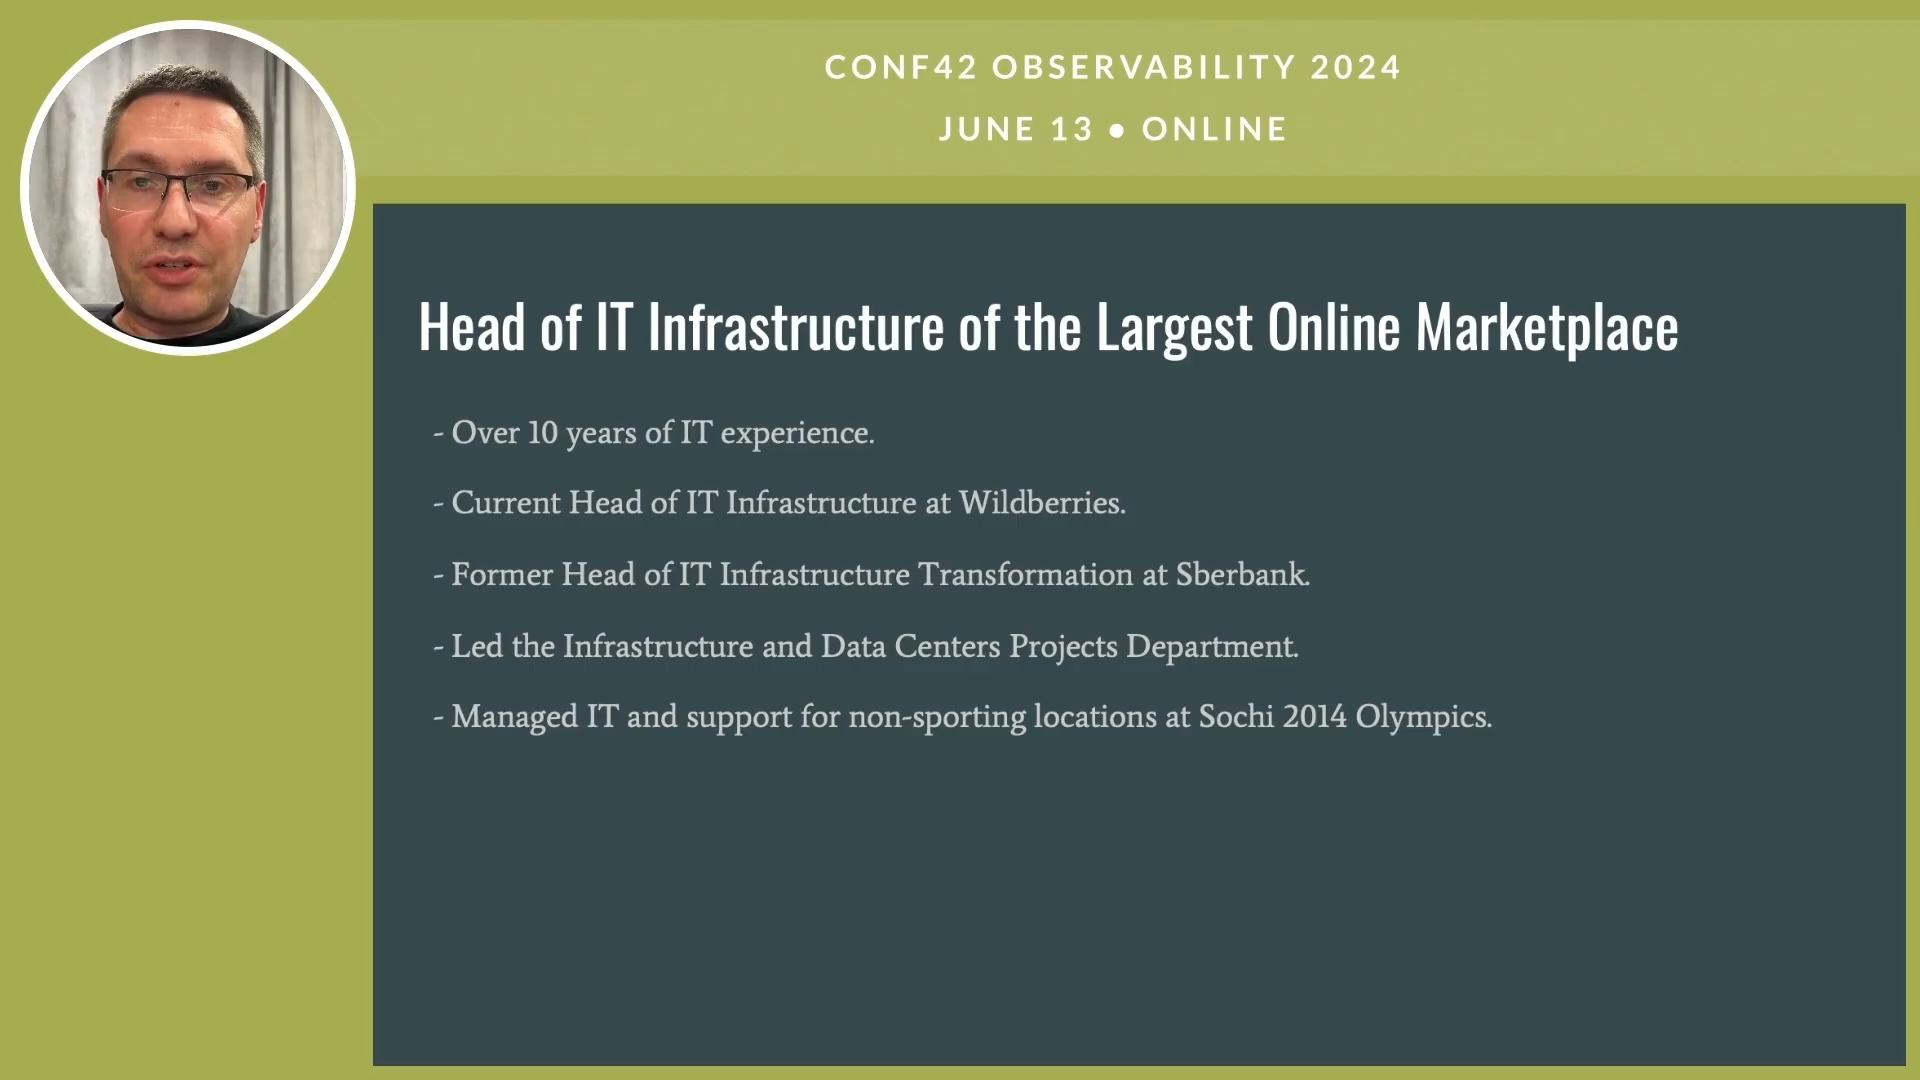 CONF42 OBSERVABILITY 2024
JUNE 13 • ONLINE
Head of IT Infrastructure of the Largest Online Marketplace
- Over 10 years of IT experience.
- Current Head of IT Infrastructure at Wildberries.
- Former Head of IT Infrastructure Transformation at Sberbank.
- Led the Infrastructure and Data Centers Projects Department.
- Managed IT and support for non-sporting locations at Sochi 2014 Olympics.